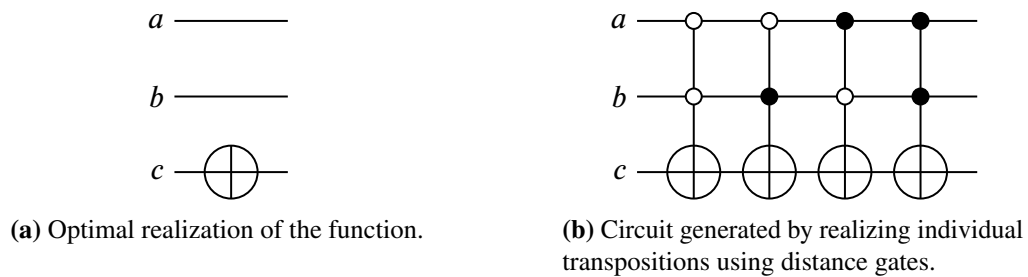 a
b
c
(a) Optimal realization of the function.
a
b
c
(b) Circuit generated by realizing individual
transpositions using distance gates.